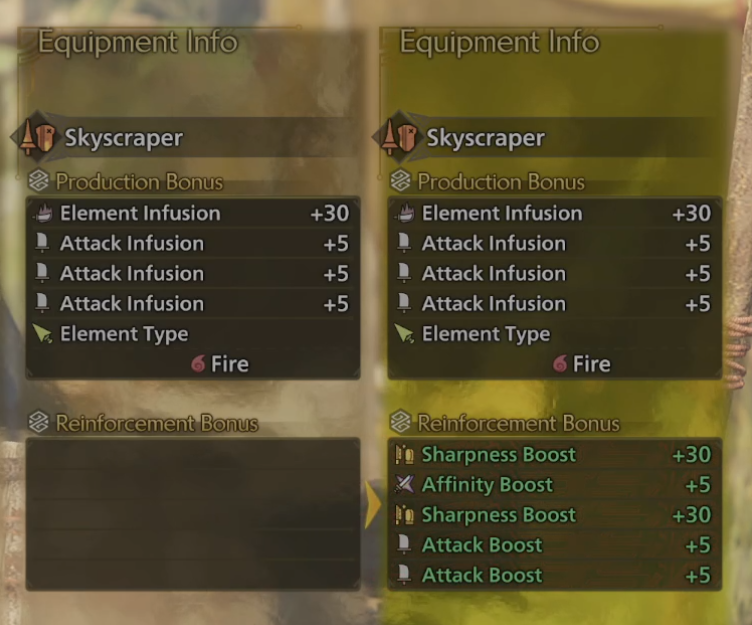 Equipment Info
Skyscraper
Production Bonus
Element Infusion +30
Attack Infusion +5
Attack Infusion +5
Attack Infusion +5
Element Type
Fire
Reinforcement Bonus
Equipment Info
Skyscraper
Production Bonus
Element Infusion +30
Attack Infusion +5
Attack Infusion +5
Attack Infusion +5
Element Type
Fire
Reinforcement Bonus
Sharpness Boost +30
Affinity Boost +5
Sharpness Boost +30
Attack Boost +5
Attack Boost +5